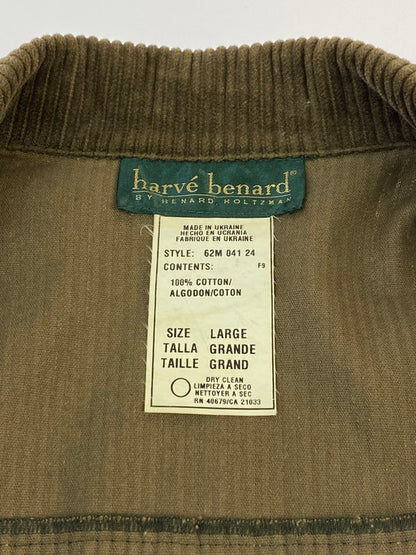 harvé benard®
BY BENARD HOLTZMAN
MADE IN UKRAINE
HECHO EN UCRANIA
FABRIQUE EN UKRAINE
STYLE: 62M 041 24
CONTENTS: F9
100% COTTON/
ALGODON/COTON
SIZE LARGE
TALLA GRANDE
TAILLE GRAND
DRY CLEAN
LIMPIEZA A SECO
NETTOYER A SEC
RN 40679/CA 21033